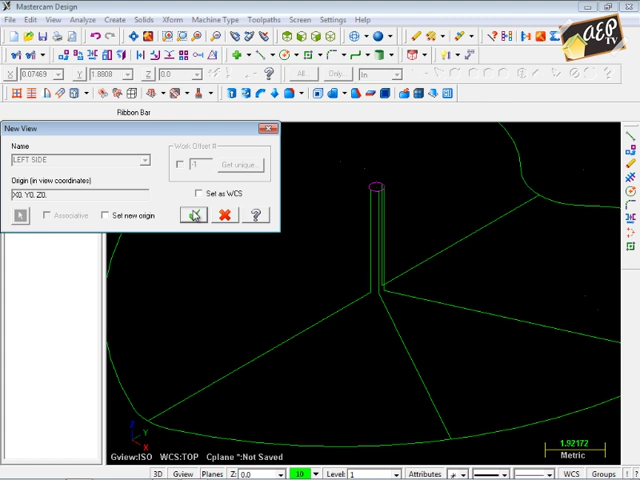 Mastercam Design
File Edit View Analyze Create Solids Xform Machine Type Toolpaths Screen Settings Help
AEP TV
X 0.07469 Y 1.8808 Z 0.0 All... Only... In
Ribbon Bar
New View
Name
LEFT SIDE
Work Offset #
-1 Get unique...
Origin (in view coordinates)
X0. Y0. Z0.
Set as WCS
Associative Set new origin
Z
Y
X
1.92172
Metric
Gview:ISO WCS:TOP Cplane *:Not Saved
3D Gview Planes Z 0.0 10 Level: 1 Attributes WCS Groups ! ?